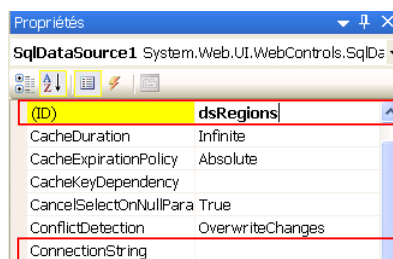 Propriétés
SqlDataSource1 System.Web.UI.WebControls.SqlDa
(ID) dsRegions
CacheDuration Infinite
CacheExpirationPolicy Absolute
CacheKeyDependency
CancelSelectOnNullPara True
ConflictDetection OverwriteChanges
ConnectionString